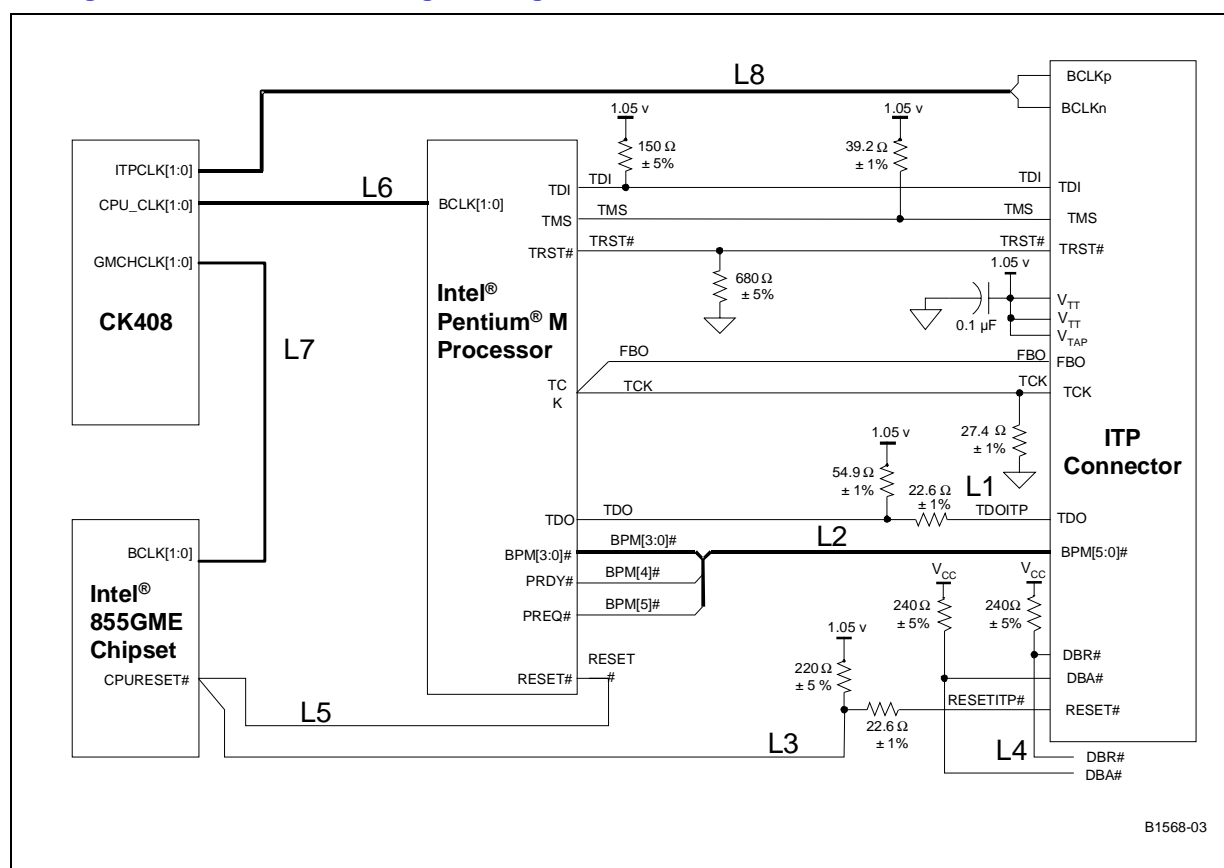 L8
BCLKp
BCLKn
1.05 v
1.05 v
150 Ω
± 5%
39.2 Ω
± 1%
ITPCLK[1:0]
CPU_CLK[1:0]
GMCHCLK[1:0]
CK408
L6
L7
BCLK[1:0]
Intel®
Pentium® M
Processor
TDI
TDI
TDI
TDI
TMS
TMS
TMS
TMS
TRST#
TRST#
TRST#
TRST#
680 Ω
± 5%
1.05 v
0.1 µF
VTT
VTT
VTAP
FBO
FBO
FBO
TC
K
TCK
TCK
TCK
27.4 Ω
± 1%
ITP
Connector
1.05 v
54.9 Ω
± 1%
22.6 Ω
± 1%
L1
TDO
TDO
TDOITP
TDO
BPM[3:0]#
BPM[3:0]#
L2
BPM[5:0]#
PRDY#
BPM[4]#
PREQ#
BPM[5]#
VCC
VCC
240Ω
± 5%
240Ω
± 5%
BCLK[1:0]
Intel®
855GME
Chipset
CPURESET#
RESET#
RESET
#
1.05 v
220 Ω
± 5 %
22.6 Ω
± 1%
DBR#
DBA#
RESETITP#
RESET#
L5
L3
L4
DBR#
DBA#
B1568-03